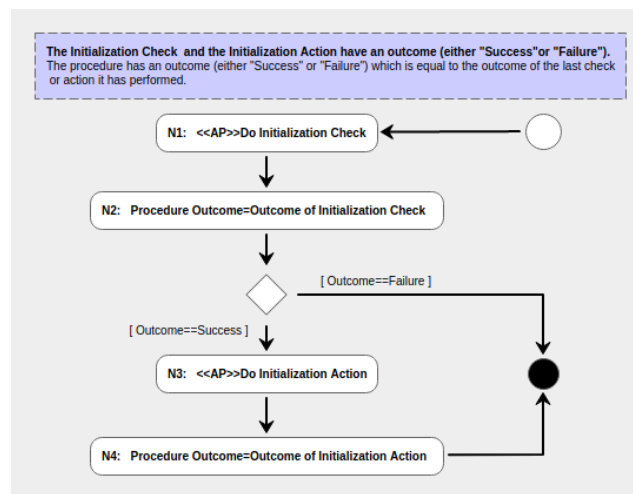 The Initialization Check  and the Initialization Action have an outcome (either "Success"or "Failure").
The procedure has an outcome (either "Success" or "Failure") which is equal to the outcome of the last check
or action it has performed.
N1:   <<AP>>Do Initialization Check
N2:   Procedure Outcome=Outcome of Initialization Check
[ Outcome==Failure ]
[ Outcome==Success ]
N3:   <<AP>>Do Initialization Action
N4:   Procedure Outcome=Outcome of Initialization Action